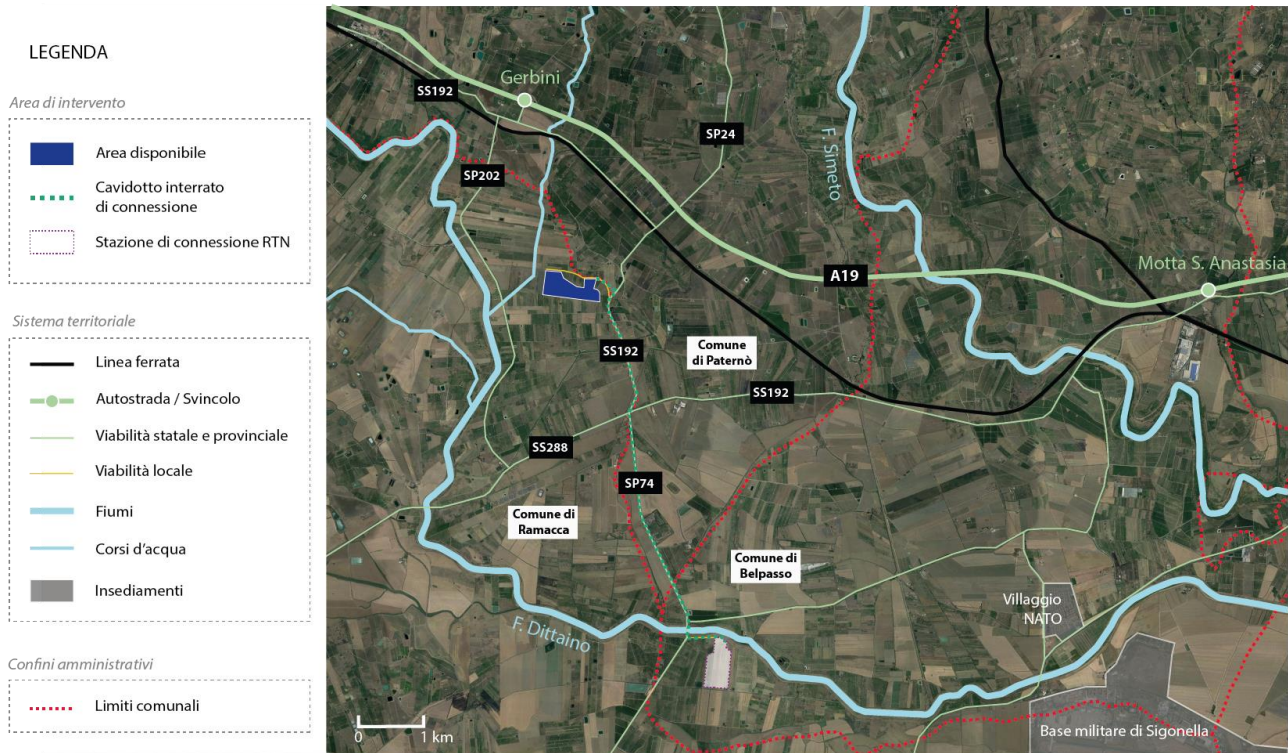 LEGENDA
Area di intervento
Area disponibile
Cavidotto interrato
di connessione
Stazione di connessione RTN
Sistema territoriale
Linea ferrata
Autostrada / Svincolo
Viabilità statale e provinciale
Viabilità locale
Fiumi
Corsi d'acqua
Insediamenti
Confini amministrativi
Limiti comunali
Gerbini
SS192
SP24
F. Simeto
SP202
Motta S. Anastasia
A19
SS192
Comune
di Paternò
SS192
SS288
SP74
Comune di
Ramacca
Comune di
Belpasso
Villaggio
NATO
F. Dittaino
Base militare di Sigonella
0 1 km